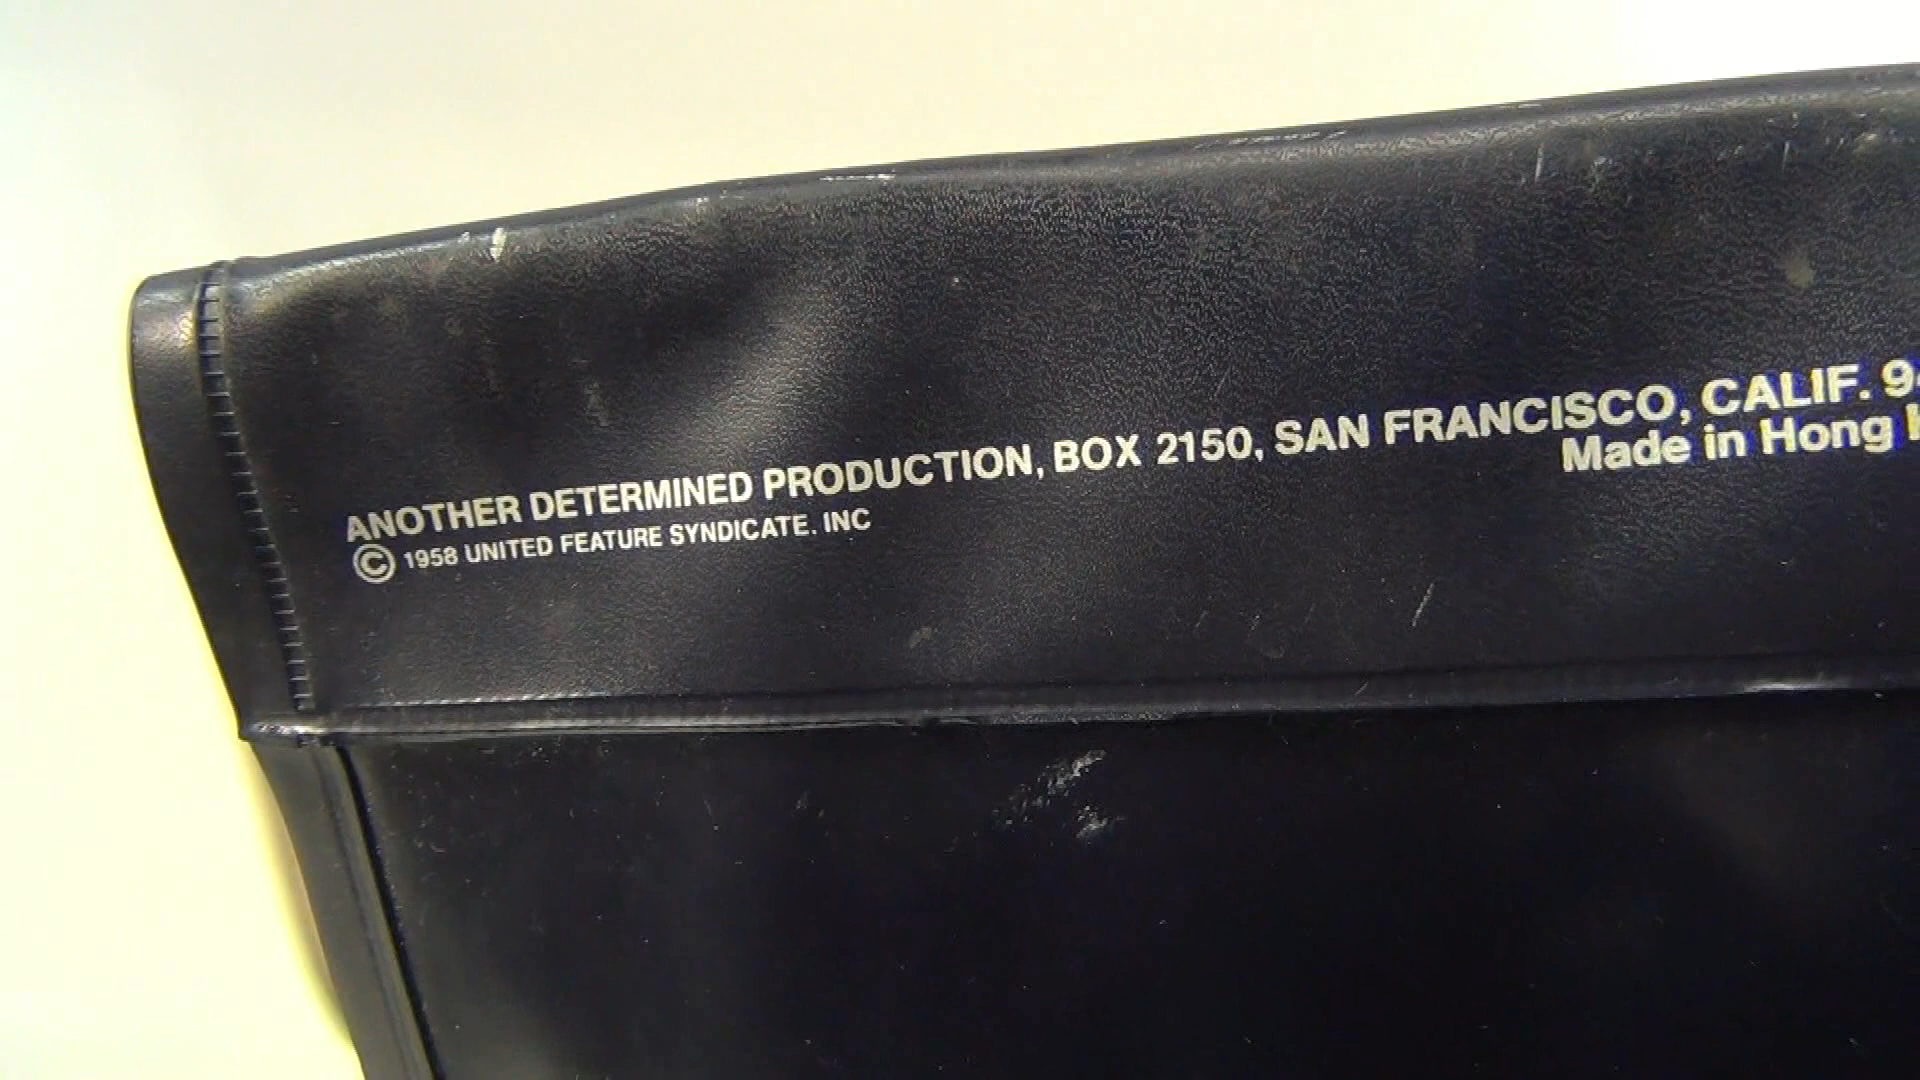 ANOTHER DETERMINED PRODUCTION, BOX 2150, SAN FRANCISCO, CALIF.
Made in Hong
© 1958 UNITED FEATURE SYNDICATE. INC